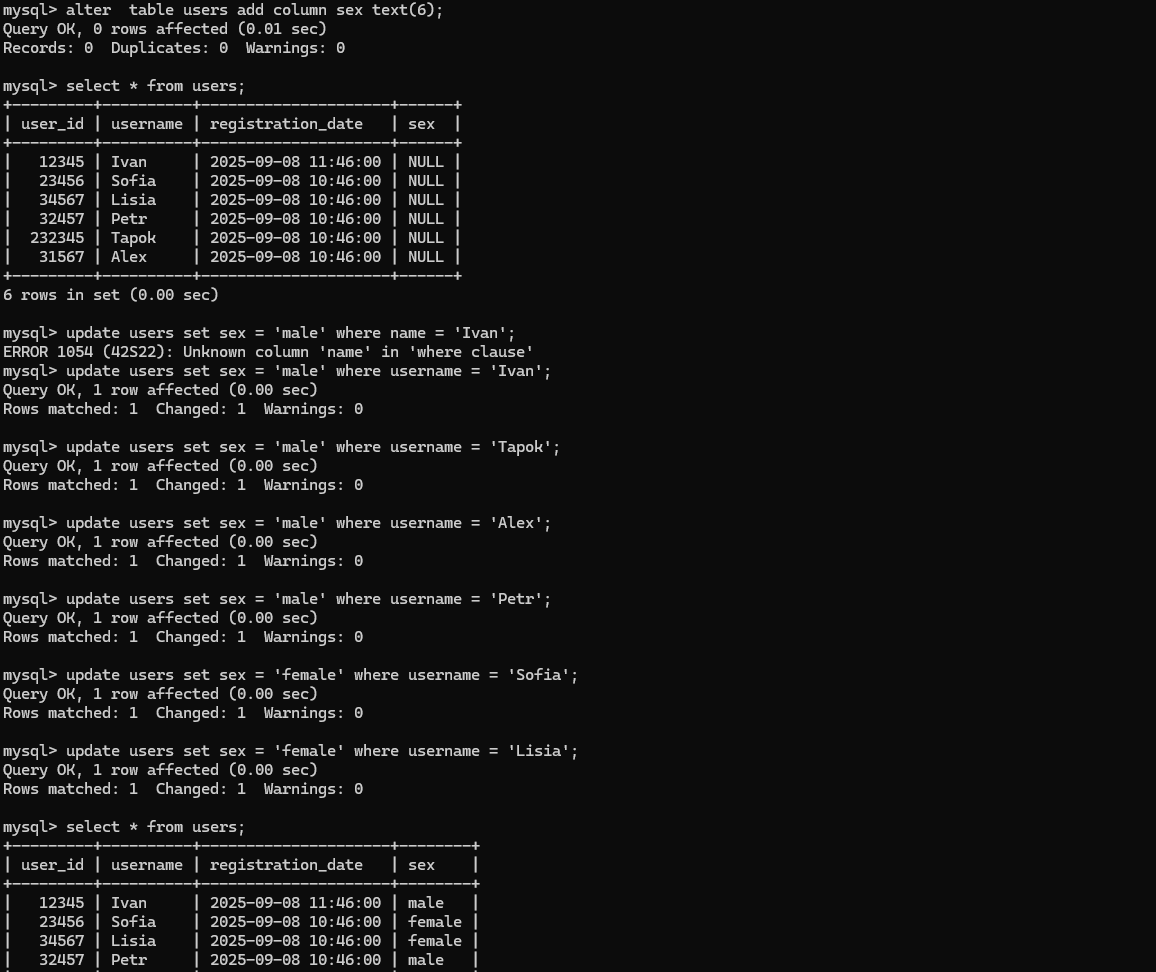 mysql> alter  table users add column sex text(6);
Query OK, 0 rows affected (0.01 sec)
Records: 0  Duplicates: 0  Warnings: 0
mysql> select * from users;
+---------+----------+---------------------+------+
| user_id | username | registration_date   | sex  |
+---------+----------+---------------------+------+
|   12345 | Ivan     | 2025-09-08 11:46:00 | NULL |
|   23456 | Sofia    | 2025-09-08 10:46:00 | NULL |
|   34567 | Lisia    | 2025-09-08 10:46:00 | NULL |
|   32457 | Petr     | 2025-09-08 10:46:00 | NULL |
|  232345 | Tapok    | 2025-09-08 10:46:00 | NULL |
|   31567 | Alex     | 2025-09-08 10:46:00 | NULL |
+---------+----------+---------------------+------+
6 rows in set (0.00 sec)
mysql> update users set sex = 'male' where name = 'Ivan';
ERROR 1054 (42S22): Unknown column 'name' in 'where clause'
mysql> update users set sex = 'male' where username = 'Ivan';
Query OK, 1 row affected (0.00 sec)
Rows matched: 1  Changed: 1  Warnings: 0
mysql> update users set sex = 'male' where username = 'Tapok';
Query OK, 1 row affected (0.00 sec)
Rows matched: 1  Changed: 1  Warnings: 0
mysql> update users set sex = 'male' where username = 'Alex';
Query OK, 1 row affected (0.00 sec)
Rows matched: 1  Changed: 1  Warnings: 0
mysql> update users set sex = 'male' where username = 'Petr';
Query OK, 1 row affected (0.00 sec)
Rows matched: 1  Changed: 1  Warnings: 0
mysql> update users set sex = 'female' where username = 'Sofia';
Query OK, 1 row affected (0.00 sec)
Rows matched: 1  Changed: 1  Warnings: 0
mysql> update users set sex = 'female' where username = 'Lisia';
Query OK, 1 row affected (0.00 sec)
Rows matched: 1  Changed: 1  Warnings: 0
mysql> select * from users;
+---------+----------+---------------------+--------+
| user_id | username | registration_date   | sex    |
+---------+----------+---------------------+--------+
|   12345 | Ivan     | 2025-09-08 11:46:00 | male   |
|   23456 | Sofia    | 2025-09-08 10:46:00 | female |
|   34567 | Lisia    | 2025-09-08 10:46:00 | female |
|   32457 | Petr     | 2025-09-08 10:46:00 | male   |